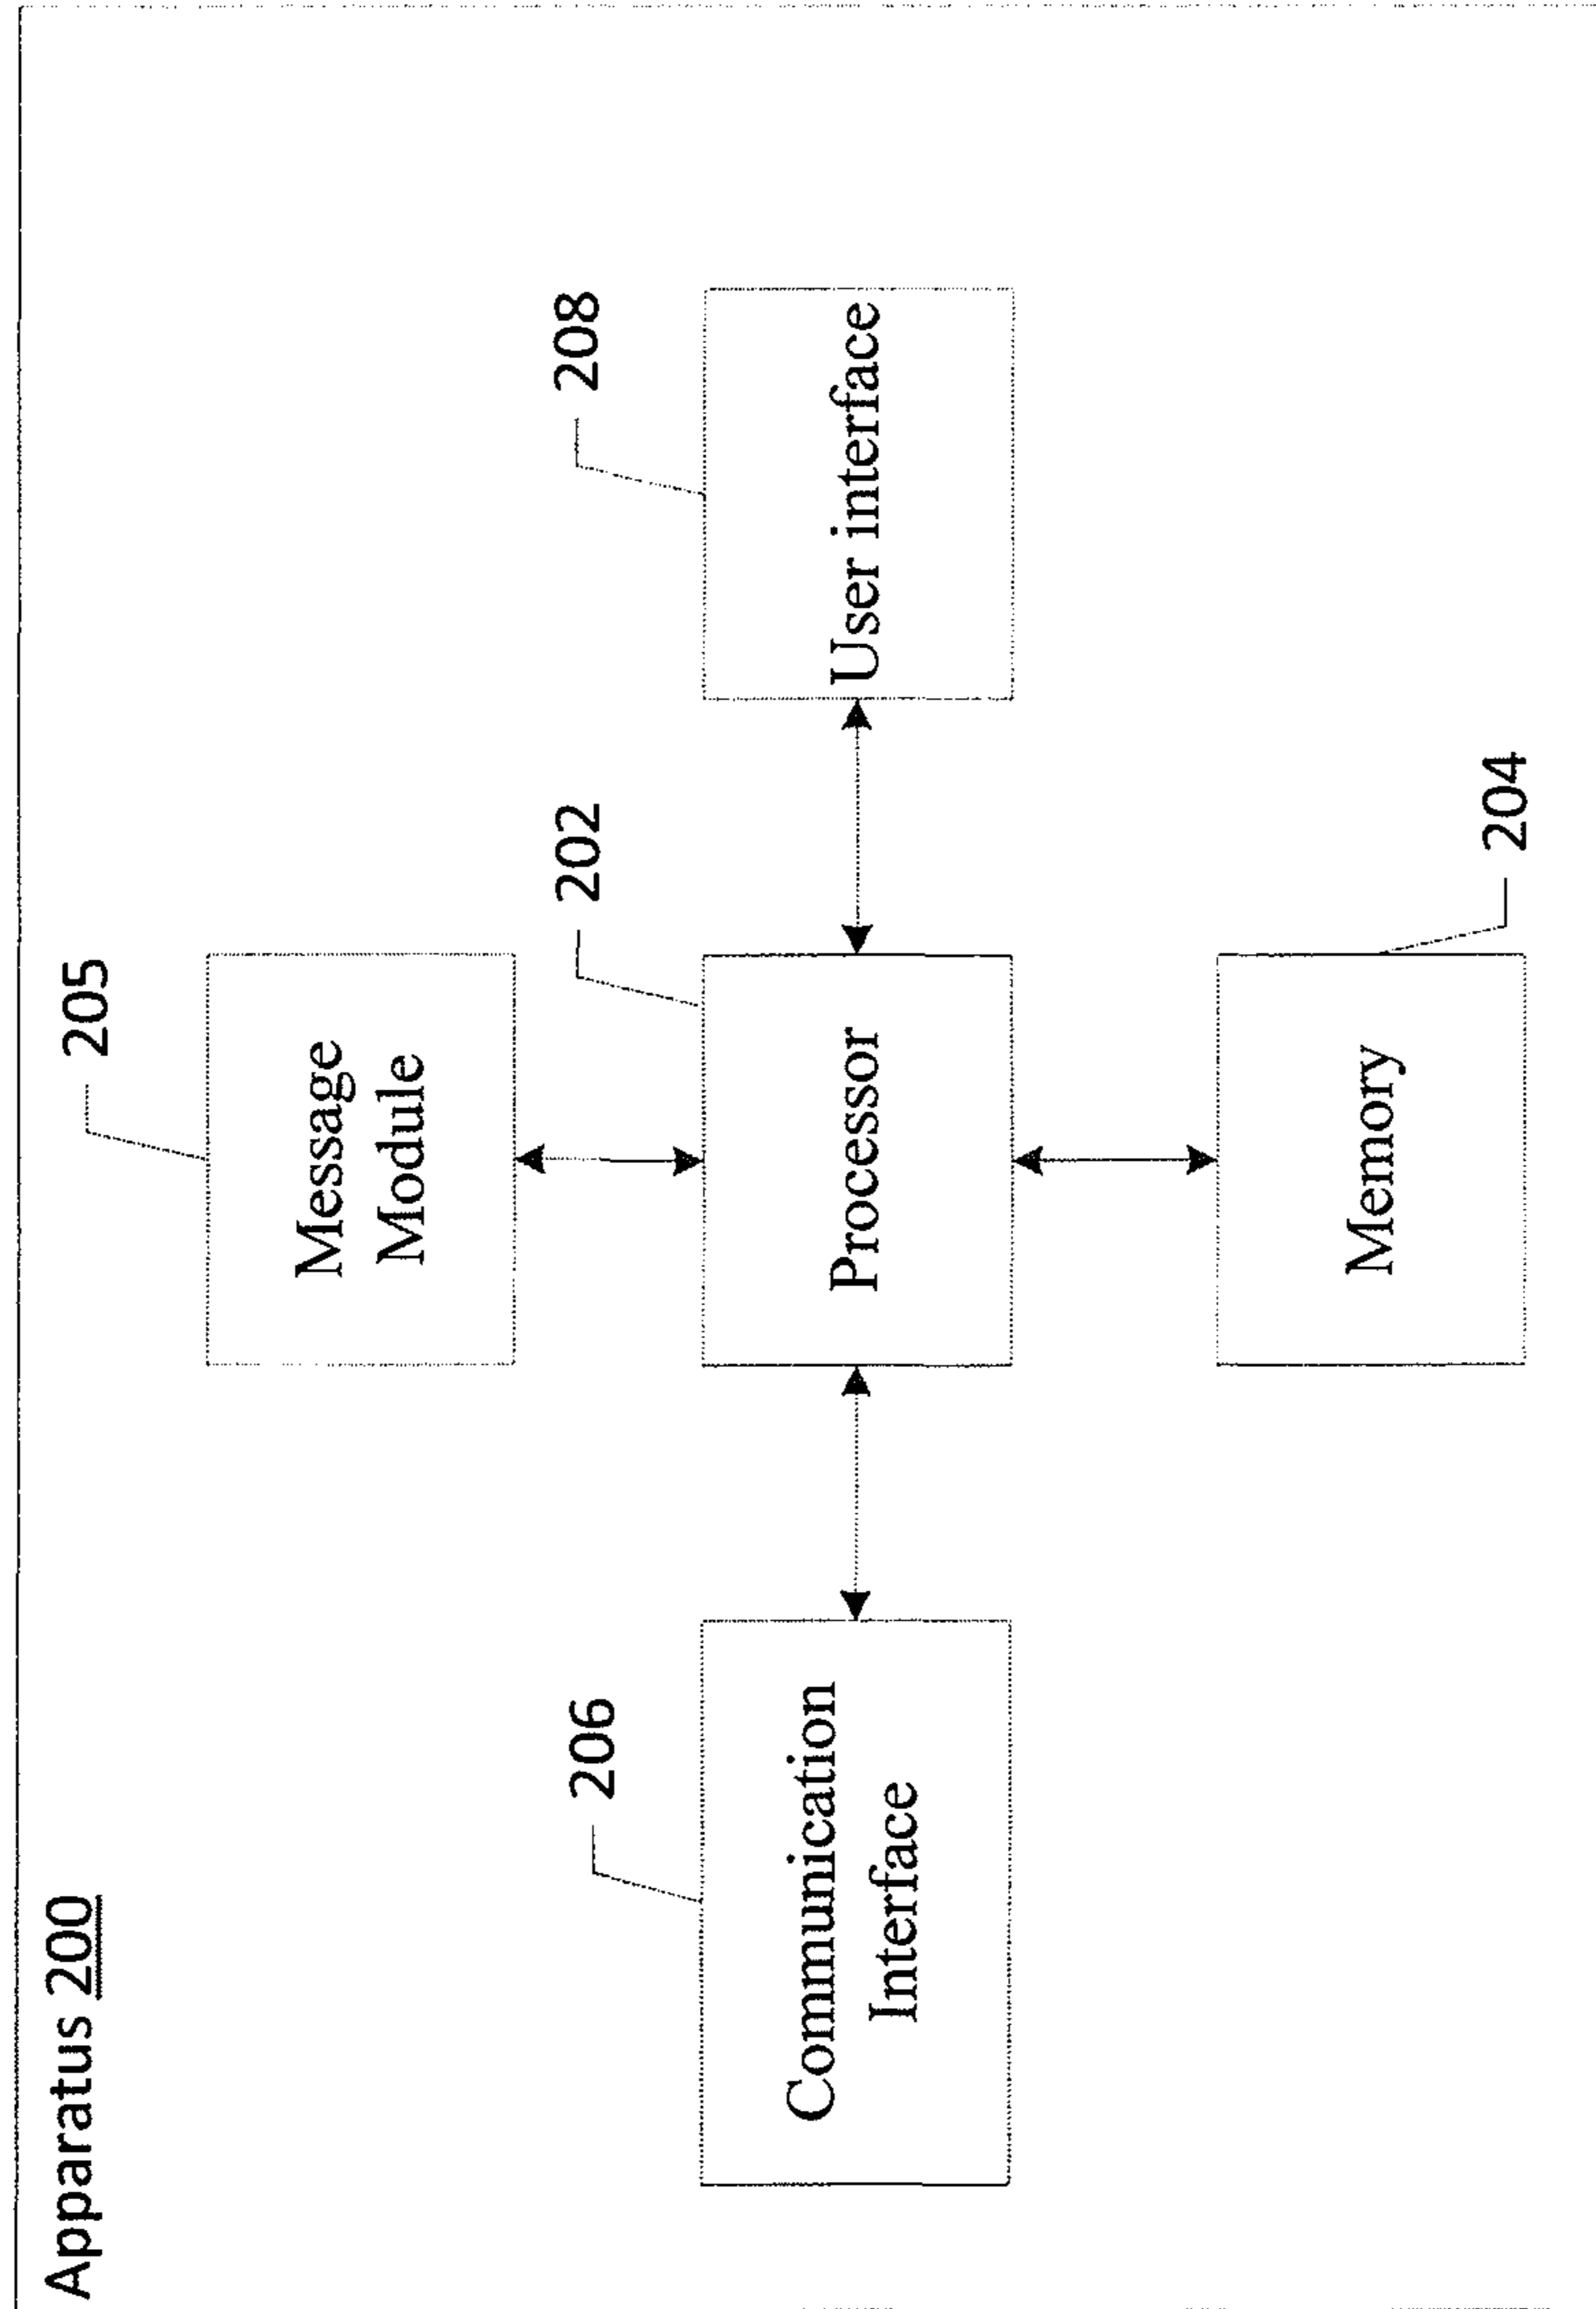 Apparatus 200
205
Message
Module
206
Communication
Interface
202
Processor
208
User interface
204
Memory